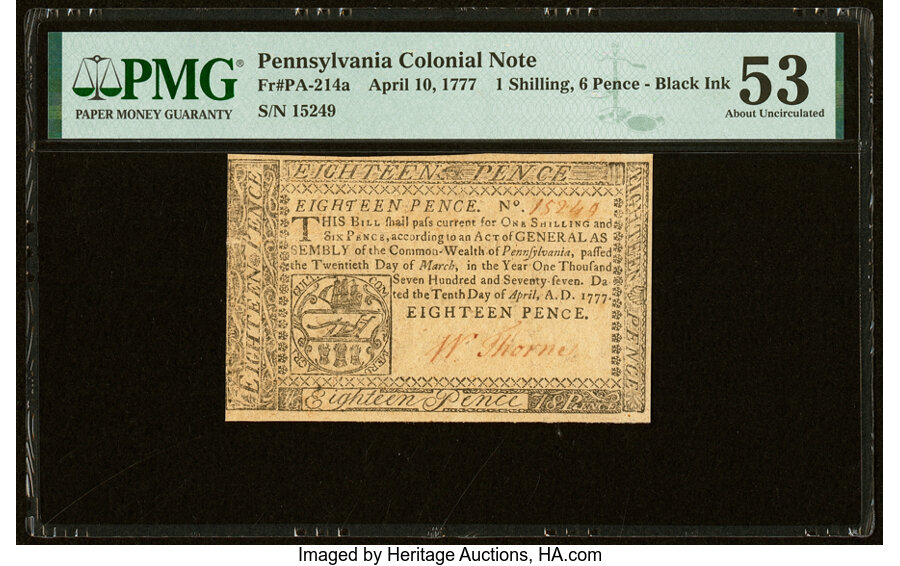 PMG®
PAPER MONEY GUARANTY
Pennsylvania Colonial Note
Fr#PA-214a April 10, 1777 1 Shilling, 6 Pence - Black Ink
S/N 15249
53
About Uncirculated
EIGHTEEN PENCE
EIGHTEEN PENCE
EIGHTEEN PENCE. No. 15249
THIS BILL ſhall paſs current for ONE SHILLING and
SIX PENCE, according to an ACT of GENERAL AS
SEMBLY of the Common-Wealth of Pennſylvania, paſſed
the Twentieth Day of March, in the Year One Thouſand
Seven Hundred and Seventy-ſeven. Da
ted the Tenth Day of April, A.D. 1777.
EIGHTEEN PENCE.
W. Thorne
Eighteen Pence
PENCE
Imaged by Heritage Auctions, HA.com